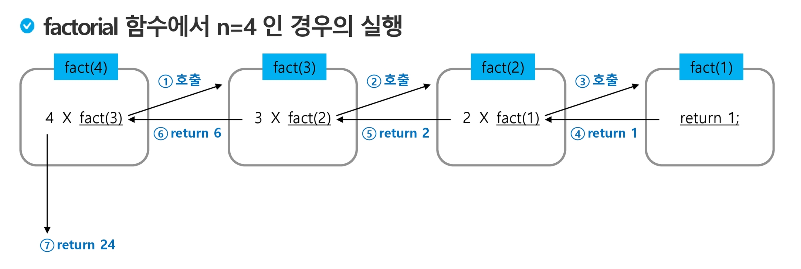 factorial 함수에서 n=4 인 경우의 실행
fact(4)
fact(3)
fact(2)
fact(1)
① 호출
② 호출
③ 호출
4 X fact(3)
3 X fact(2)
2 X fact(1)
return 1;
⑥ return 6
⑤ return 2
④ return 1
⑦ return 24